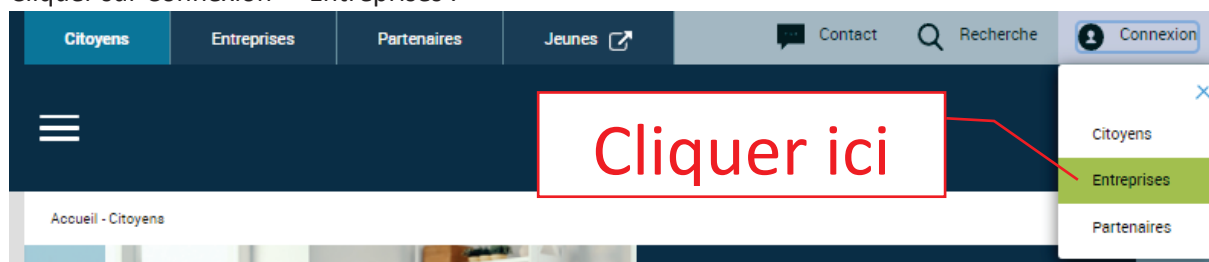 Citoyens Entreprises Partenaires Jeunes Contact Recherche Connexion
Cliquer ici
Citoyens
Entreprises
Accueil - Citoyens
Partenaires